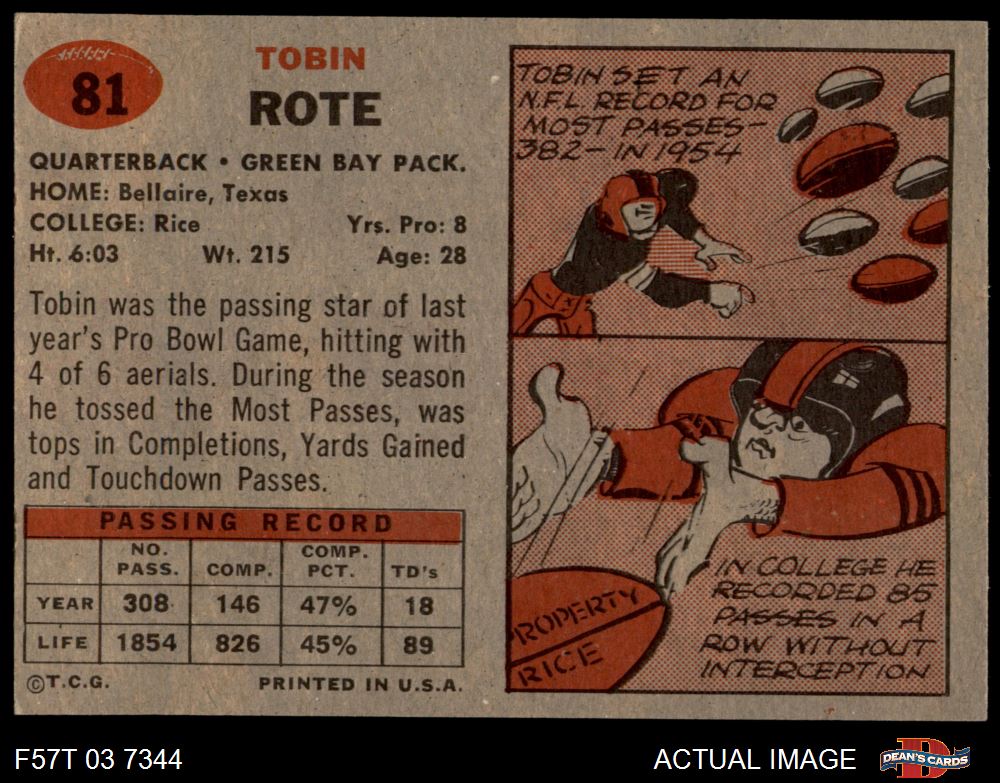 81
TOBIN
ROTE
QUARTERBACK • GREEN BAY PACK.
HOME: Bellaire, Texas
COLLEGE: Rice Yrs. Pro: 8
Ht. 6:03 Wt. 215 Age: 28
Tobin was the passing star of last
year's Pro Bowl Game, hitting with
4 of 6 aerials. During the season
he tossed the Most Passes, was
tops in Completions, Yards Gained
and Touchdown Passes.
PASSING RECORD
NO. PASS. COMP. COMP. PCT. TD's
YEAR 308 146 47% 18
LIFE 1854 826 45% 89
©T.C.G. PRINTED IN U.S.A.
TOBIN SET AN
N.F.L. RECORD FOR
MOST PASSES—
382—IN 1954
PROPERTY
RICE
IN COLLEGE HE
RECORDED 85
PASSES IN A
ROW WITHOUT
INTERCEPTION
F57T 03 7344 ACTUAL IMAGE
D
DEAN'S CARDS